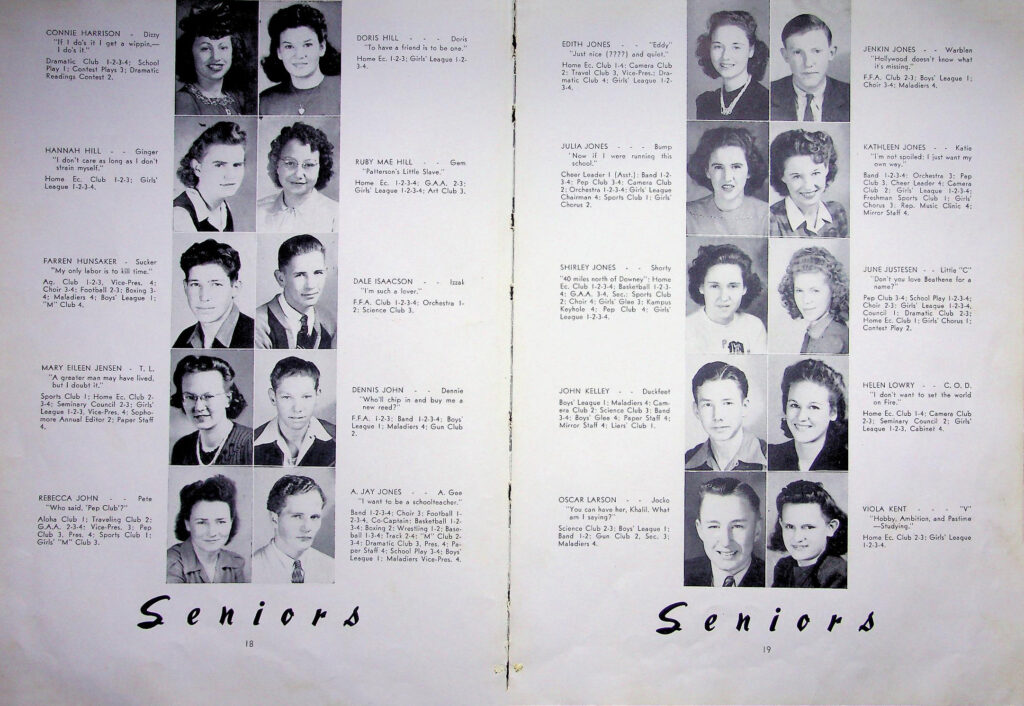 CONNIE HARRISON - Dizzy
"If I do's it I get a wippin,—
I do's it."
Dramatic Club 1-2-3-4; School
Play 1; Contest Plays 3; Dramatic
Readings Contest 2.
DORIS HILL - - - Doris
"To have a friend is to be one."
Home Ec. 1-2-3; Girls' League 1-2-
3-4.
HANNAH HILL - Ginger
"I don't care as long as I don't
strain myself."
Home Ec. Club 1-2-3; Girls'
League 1-2-3-4.
RUBY MAE HILL - - Gem
"Patterson's Little Slave."
Home Ec. 1-2-3-4; G.A.A. 2-3;
Girls' League 1-2-3-4; Art Club 3.
FARREN HUNSAKER - Sucker
"My only labor is to kill time."
Ag. Club 1-2-3, Vice-Pres. 4;
Choir 3-4; Football 2-3; Boxing 3-
4; Maladiers 4; Boys' League 1;
"M" Club 4.
DALE ISAACSON - - Izzak
"I'm such a lover."
F.F.A. Club 1-2-3-4; Orchestra 1-
2; Science Club 3.
MARY EILEEN JENSEN - T. L.
"A greater man may have lived,
but I doubt it."
Sports Club 1; Home Ec. Club 2-
3-4; Seminary Council 2-3; Girls'
League 1-2-3, Vice-Pres. 4; Sopho-
more Annual Editor 2; Paper Staff
4.
DENNIS JOHN - - Dennie
"Who'll chip in and buy me a
new reed?"
F.F.A. 1-2-3; Band 1-2-3-4; Boys'
League 1; Maladiers 4; Gun Club
2.
REBECCA JOHN - - Pete
"Who said, 'Pep Club'?"
Aloha Club 1; Traveling Club 2;
G.A.A. 2-3-4; Vice-Pres. 3; Pep
Club 3, Pres. 4; Sports Club 1;
Girls' "M" Club 3.
A. JAY JONES - - A. Goe
"I want to be a schoolteacher."
Band 1-2-3-4; Choir 3; Football 1-
2-3-4, Co-Captain; Basketball 1-2-
3-4; Boxing 2; Wrestling 1-2; Base-
ball 1-3-4; Track 2-4; "M" Club 2-
3-4; Dramatic Club 3, Pres. 4; Pa-
per Staff 4; School Play 3-4; Boys'
League 1; Maladiers Vice-Pres. 4.
Seniors
18
EDITH JONES - - "Eddy"
"Just nice (????) and quiet."
Home Ec. Club 1-4; Camera Club
2; Travel Club 3, Vice-Pres.; Dra-
matic Club 4; Girls' League 1-2-
3-4.
JENKIN JONES - - Warblen
"Hollywood doesn't know what
it's missing."
F.F.A. Club 2-3; Boys' League 1;
Choir 3-4; Maladiers 4.
JULIA JONES - - - Bump
"Now if I were running this
school."
Cheer Leader 1 (Asst.); Band 1-2-
3-4; Pep Club 3-4; Camera Club
2; Orchestra 1-2-3-4; Girls' League
Chairman 4; Sports Club 1; Girls'
Chorus 2.
KATHLEEN JONES - - Katie
"I'm not spoiled; I just want my
own way."
Band 1-2-3-4; Orchestra 3; Pep
Club 3, Cheer Leader 4; Camera
Club 2; Girls' League 1-2-3-4;
Freshman Sports Club 1; Girls'
Chorus 3; Rep. Music Clinic 4;
Mirror Staff 4.
SHIRLEY JONES - - Shorty
"40 miles north of Downey"; Home
Ec. Club 1-2-3-4; Basketball 1-2-3-
4; G.A.A. 3-4, Sec.; Sports Club
2; Choir 4; Girls' Glee 3; Kampus
Keyhole 4; Pep Club 4; Girls'
League 1-2-3-4.
JUNE JUSTESEN - Little "C"
"Don't you love Beathene for a
name?"
Pep Club 3-4; School Play 1-2-3-4;
Choir 2-3; Girls' League 1-2-3-4,
Council 1; Dramatic Club 2-3;
Home Ec. Club 1; Girls' Chorus 1;
Contest Play 2.
JOHN KELLEY - - Duckfeet
Boys' League 1; Maladiers 4; Cam-
era Club 2; Science Club 3; Band
3-4; Boys' Glee 4; Paper Staff 4;
Mirror Staff 4; Liars' Club 1.
HELEN LOWRY - - C. O. D.
"I don't want to set the world
on Fire."
Home Ec. Club 1-4; Camera Club
2-3; Seminary Council 2; Girls'
League 1-2-3, Cabinet 4.
OSCAR LARSON - - Jocko
"You can have her, Khalil. What
am I saying?"
Science Club 2-3; Boys' League 1;
Band 1-2; Gun Club 2, Sec. 3;
Maladiers 4.
VIOLA KENT - - - "V"
"Hobby, Ambition, and Pastime
—Studying."
Home Ec. Club 2-3; Girls' League
1-2-3-4.
Seniors
19